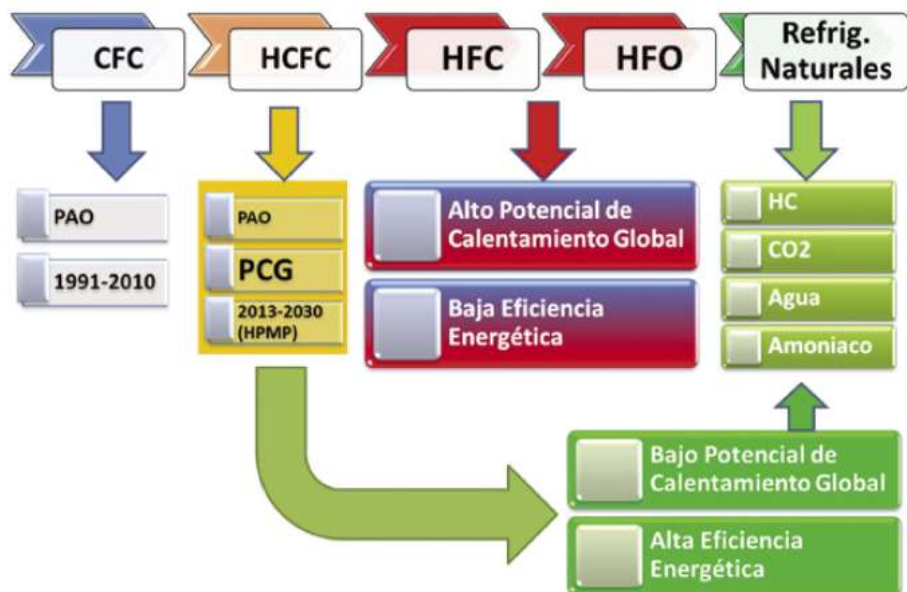 CFC
HCFC
HFC
HFO
Refrig.
Naturales
PAO
1991-2010
PAO
PCG
2013-2030
(HPMP)
Alto Potencial de
Calentamiento Global
Baja Eficiencia
Energética
HC
CO2
Agua
Amoniaco
Bajo Potencial de
Calentamiento Global
Alta Eficiencia
Energética